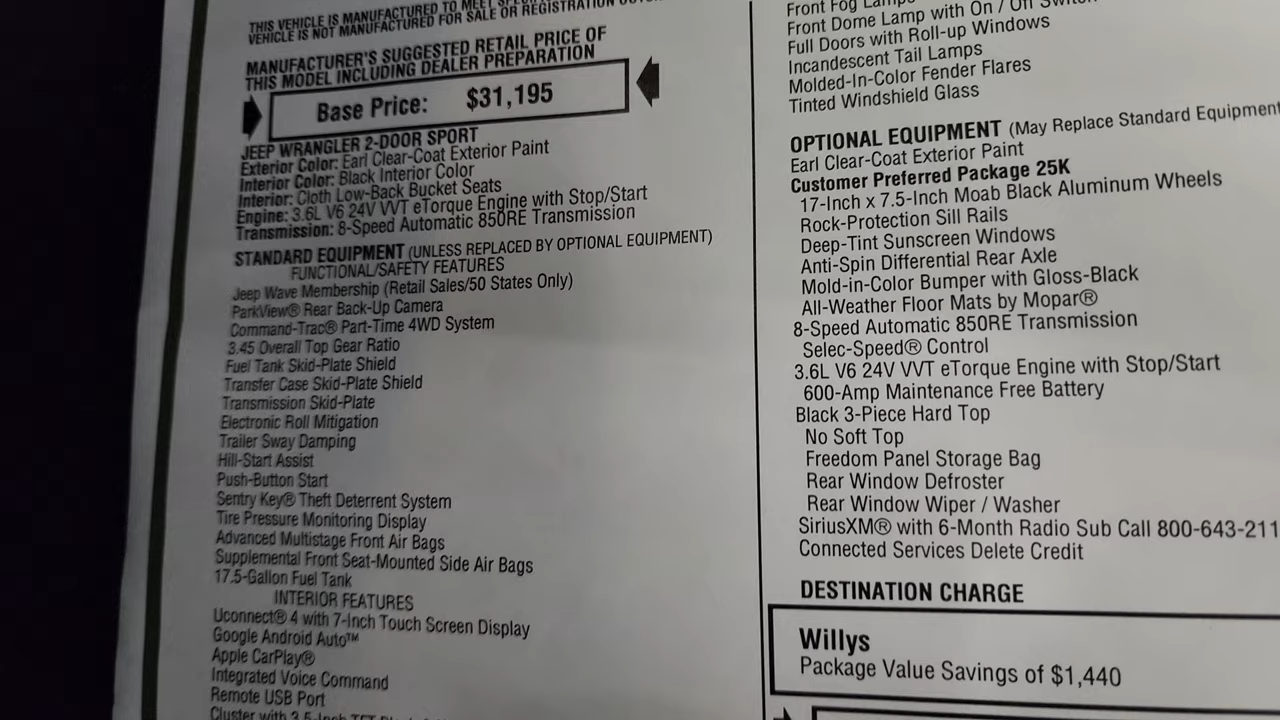 THIS VEHICLE IS MANUFACTURED TO MEET
VEHICLE IS NOT MANUFACTURED FOR SALE OR REGISTRATION
MANUFACTURER'S SUGGESTED RETAIL PRICE OF
THIS MODEL INCLUDING DEALER PREPARATION
Base Price: $31,195
JEEP WRANGLER 2-DOOR SPORT
Exterior Color: Earl Clear-Coat Exterior Paint
Interior Color: Black Interior Color
Interior: Cloth Low-Back Bucket Seats
Engine: 3.6L V6 24V VVT eTorque Engine with Stop/Start
Transmission: 8-Speed Automatic 850RE Transmission
STANDARD EQUIPMENT (UNLESS REPLACED BY OPTIONAL EQUIPMENT)
FUNCTIONAL/SAFETY FEATURES
Jeep Wave Membership (Retail Sales/50 States Only)
ParkView® Rear Back-Up Camera
Command-Trac® Part-Time 4WD System
3.45 Overall Top Gear Ratio
Fuel Tank Skid-Plate Shield
Transfer Case Skid-Plate Shield
Transmission Skid-Plate
Electronic Roll Mitigation
Trailer Sway Damping
Hill-Start Assist
Push-Button Start
Sentry Key® Theft Deterrent System
Tire Pressure Monitoring Display
Advanced Multistage Front Air Bags
Supplemental Front Seat-Mounted Side Air Bags
17.5-Gallon Fuel Tank
INTERIOR FEATURES
Uconnect® 4 with 7-Inch Touch Screen Display
Google Android Auto™
Apple CarPlay®
Integrated Voice Command
Remote USB Port
Cluster with 3.5-Inch TFT
Front Fog Lamps
Front Dome Lamp with On / Off Switch
Full Doors with Roll-up Windows
Incandescent Tail Lamps
Molded-In-Color Fender Flares
Tinted Windshield Glass
OPTIONAL EQUIPMENT (May Replace Standard Equipment
Earl Clear-Coat Exterior Paint
Customer Preferred Package 25K
17-Inch x 7.5-Inch Moab Black Aluminum Wheels
Rock-Protection Sill Rails
Deep-Tint Sunscreen Windows
Anti-Spin Differential Rear Axle
Mold-in-Color Bumper with Gloss-Black
All-Weather Floor Mats by Mopar®
8-Speed Automatic 850RE Transmission
Selec-Speed® Control
3.6L V6 24V VVT eTorque Engine with Stop/Start
600-Amp Maintenance Free Battery
Black 3-Piece Hard Top
No Soft Top
Freedom Panel Storage Bag
Rear Window Defroster
Rear Window Wiper / Washer
SiriusXM® with 6-Month Radio Sub Call 800-643-211
Connected Services Delete Credit
DESTINATION CHARGE
Willys
Package Value Savings of $1,440